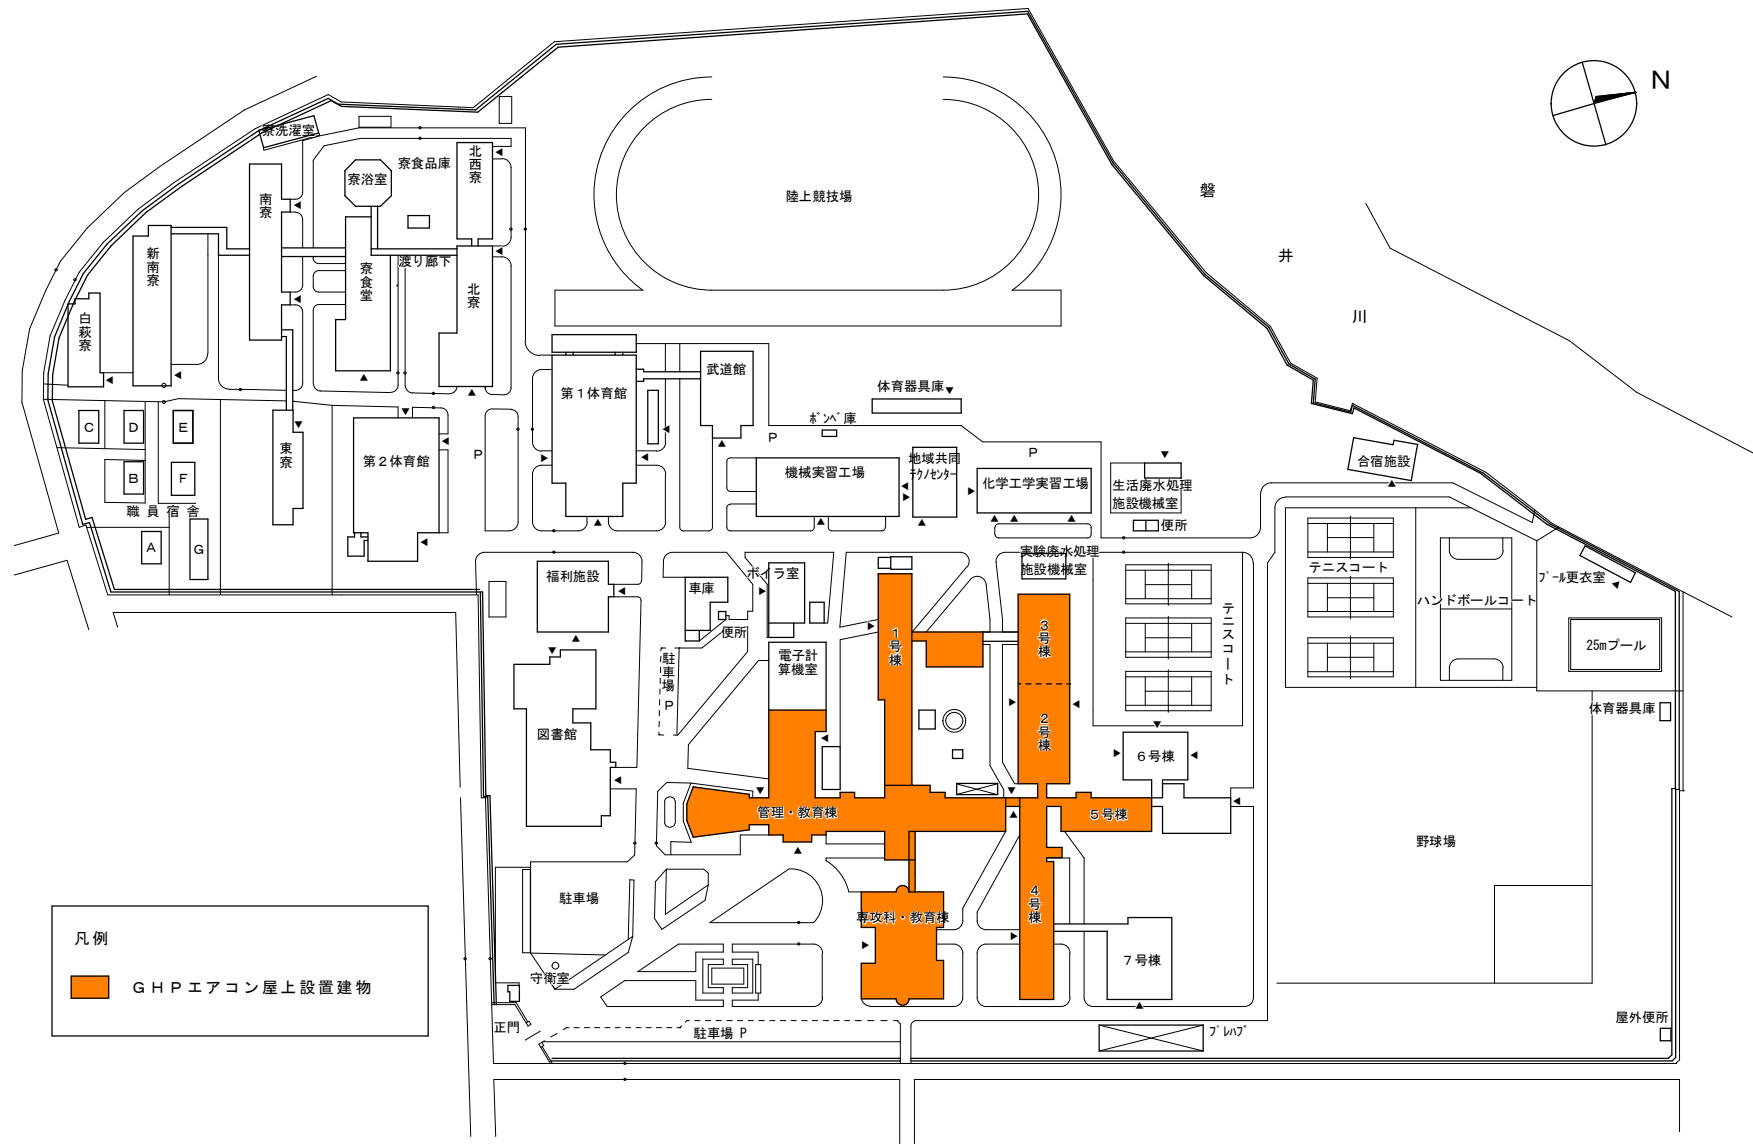 N
磐
井
川
陸上競技場
寮洗濯室
寮食品庫
北西寮
寮浴室
南寮
新南寮
渡り廊下
寮食堂
北寮
白萩寮
第１体育館
武道館
体育器具庫
ﾎﾞﾝﾍﾞ庫
P
C
D
E
B
F
職員宿舎
A
G
東寮
第２体育館
P
機械実習工場
地域共同
ﾃｸﾉｾﾝﾀｰ
P
化学工学実習工場
生活廃水処理
施設機械室
便所
合宿施設
実験廃水処理
施設機械室
テニスコート
ハンドボールコート
ﾌﾟｰﾙ更衣室
25mプール
福利施設
車庫
ボイラ室
便所
駐車場
P
電子計
算機室
１号棟
３号棟
２号棟
テニスコート
６号棟
体育器具庫
図書館
管理・教育棟
５号棟
野球場
駐車場
専攻科・教育棟
４号棟
７号棟
守衛室
正門
駐車場 P
ﾌﾟﾚﾊﾌﾞ
屋外便所
凡例
ＧＨＰエアコン屋上設置建物